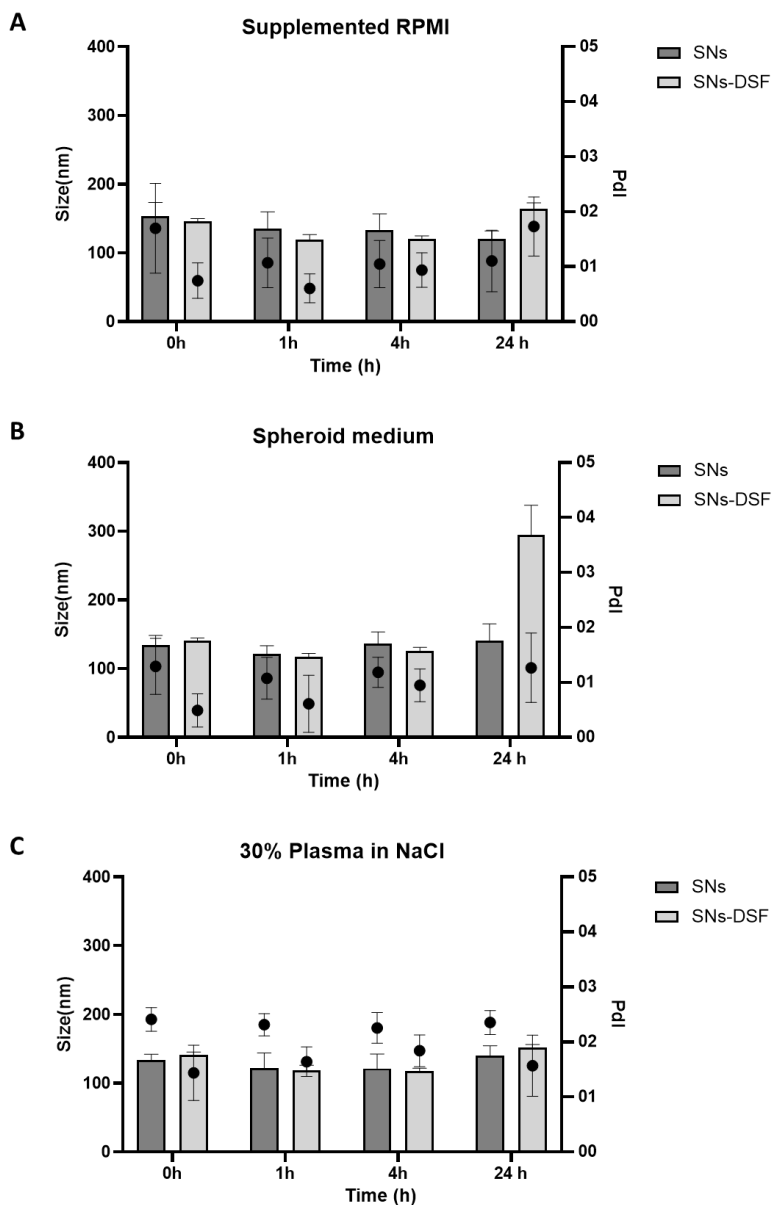 A
Supplemented RPMI
400
300
200
100
0
Size(nm)
05
04
03
02
01
00
PdI
0h 1h 4h 24 h
Time (h)
SNs
SNs-DSF
B
Spheroid medium
400
300
200
100
0
Size(nm)
05
04
03
02
01
00
PdI
0h 1h 4h 24 h
Time (h)
SNs
SNs-DSF
C
30% Plasma in NaCl
400
300
200
100
0
Size(nm)
05
04
03
02
01
00
PdI
0h 1h 4h 24 h
Time (h)
SNs
SNs-DSF